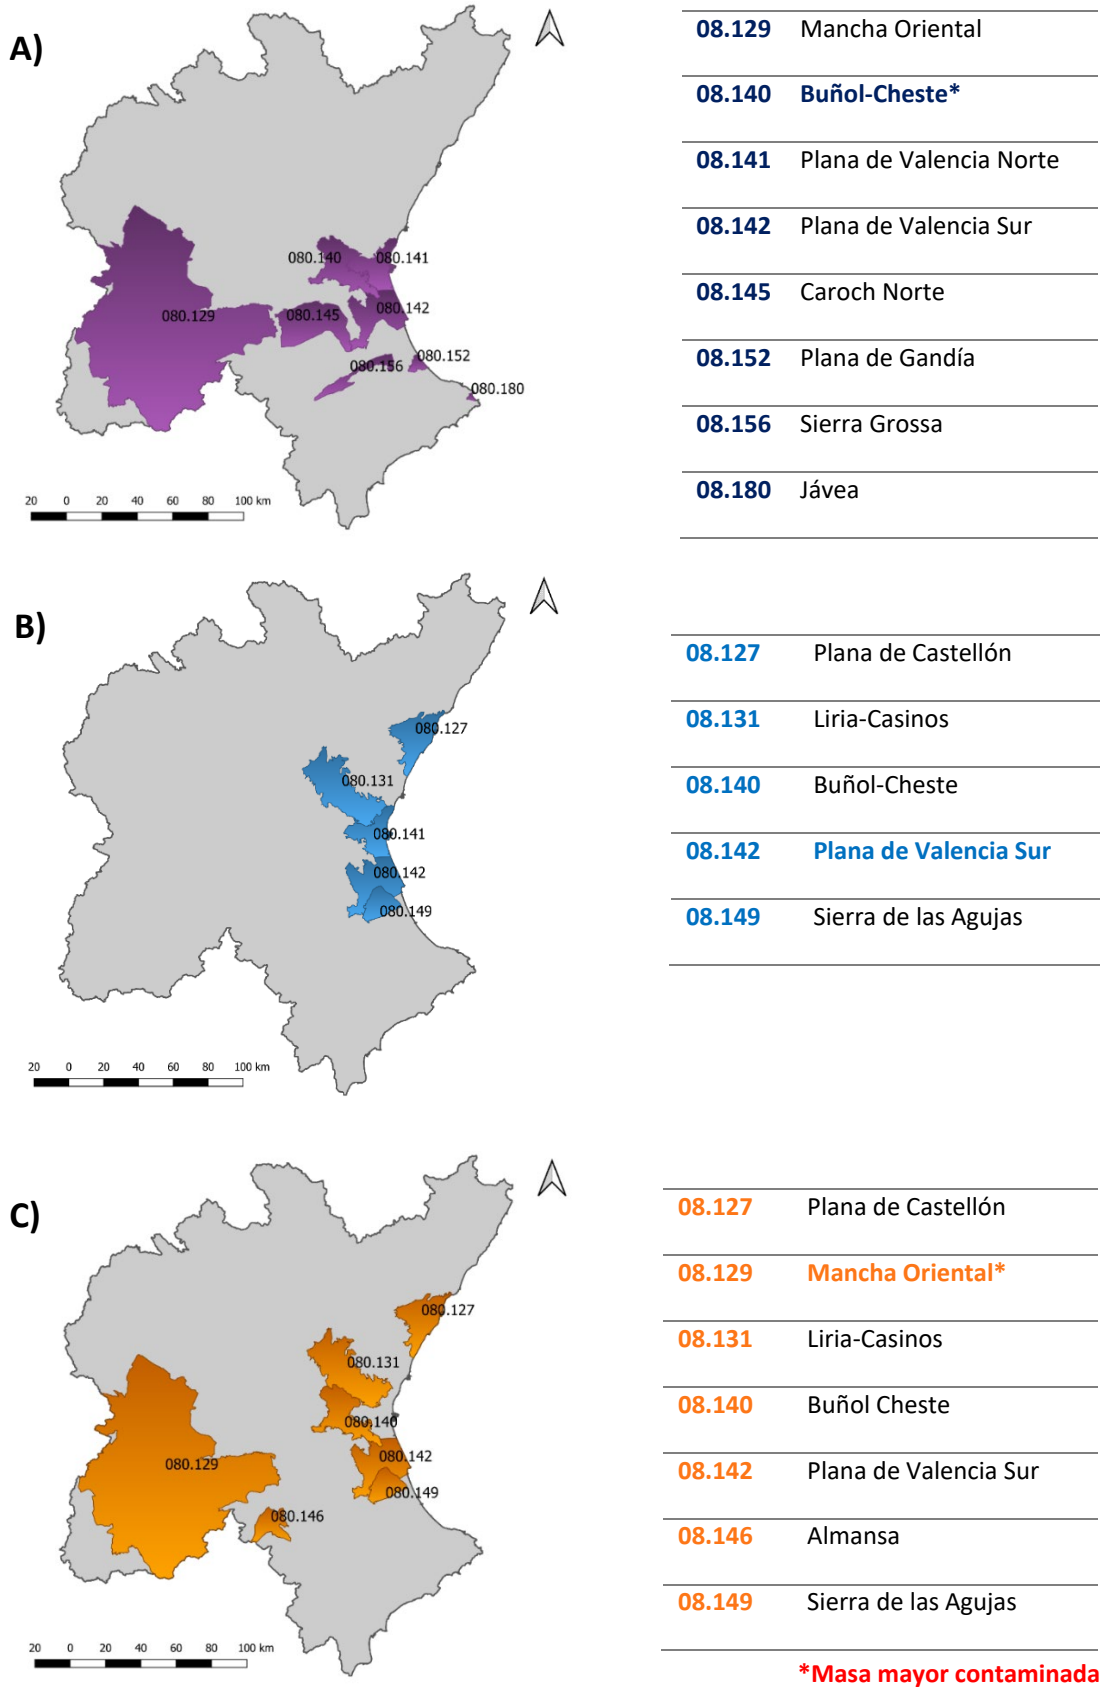 A)
080.140
080.141
080.129
080.145
080.142
080.156
080.152
080.180
20 0 20 40 60 80 100 km
08.129 Mancha Oriental
08.140 Buñol-Cheste*
08.141 Plana de Valencia Norte
08.142 Plana de Valencia Sur
08.145 Caroch Norte
08.152 Plana de Gandía
08.156 Sierra Grossa
08.180 Jávea
B)
080.127
080.131
080.141
080.142
080.149
20 0 20 40 60 80 100 km
08.127 Plana de Castellón
08.131 Liria-Casinos
08.140 Buñol-Cheste
08.142 Plana de Valencia Sur
08.149 Sierra de las Agujas
C)
080.127
080.131
080.140
080.142
080.129
080.149
080.146
20 0 20 40 60 80 100 km
08.127 Plana de Castellón
08.129 Mancha Oriental*
08.131 Liria-Casinos
08.140 Buñol Cheste
08.142 Plana de Valencia Sur
08.146 Almansa
08.149 Sierra de las Agujas
*Masa mayor contaminada